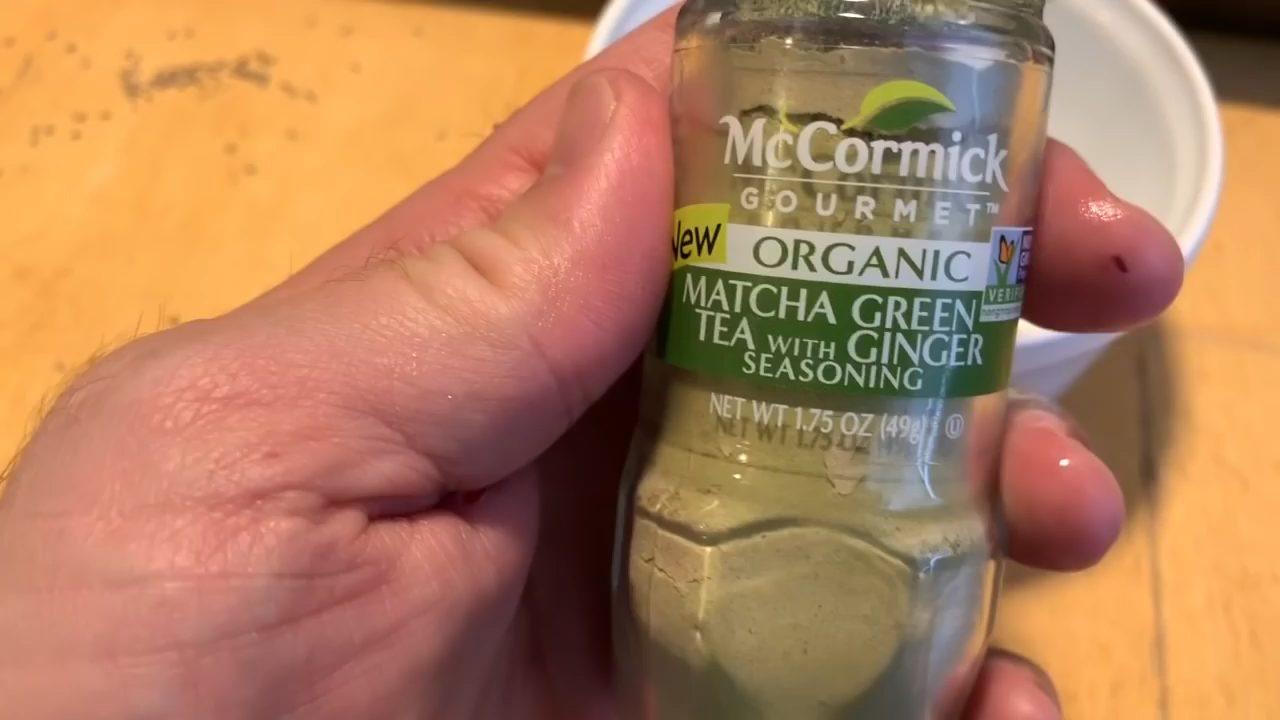 McCormick
GOURMET™
New
ORGANIC
MATCHA GREEN
TEA WITH GINGER
SEASONING
NET WT 1.75 OZ (49g) U